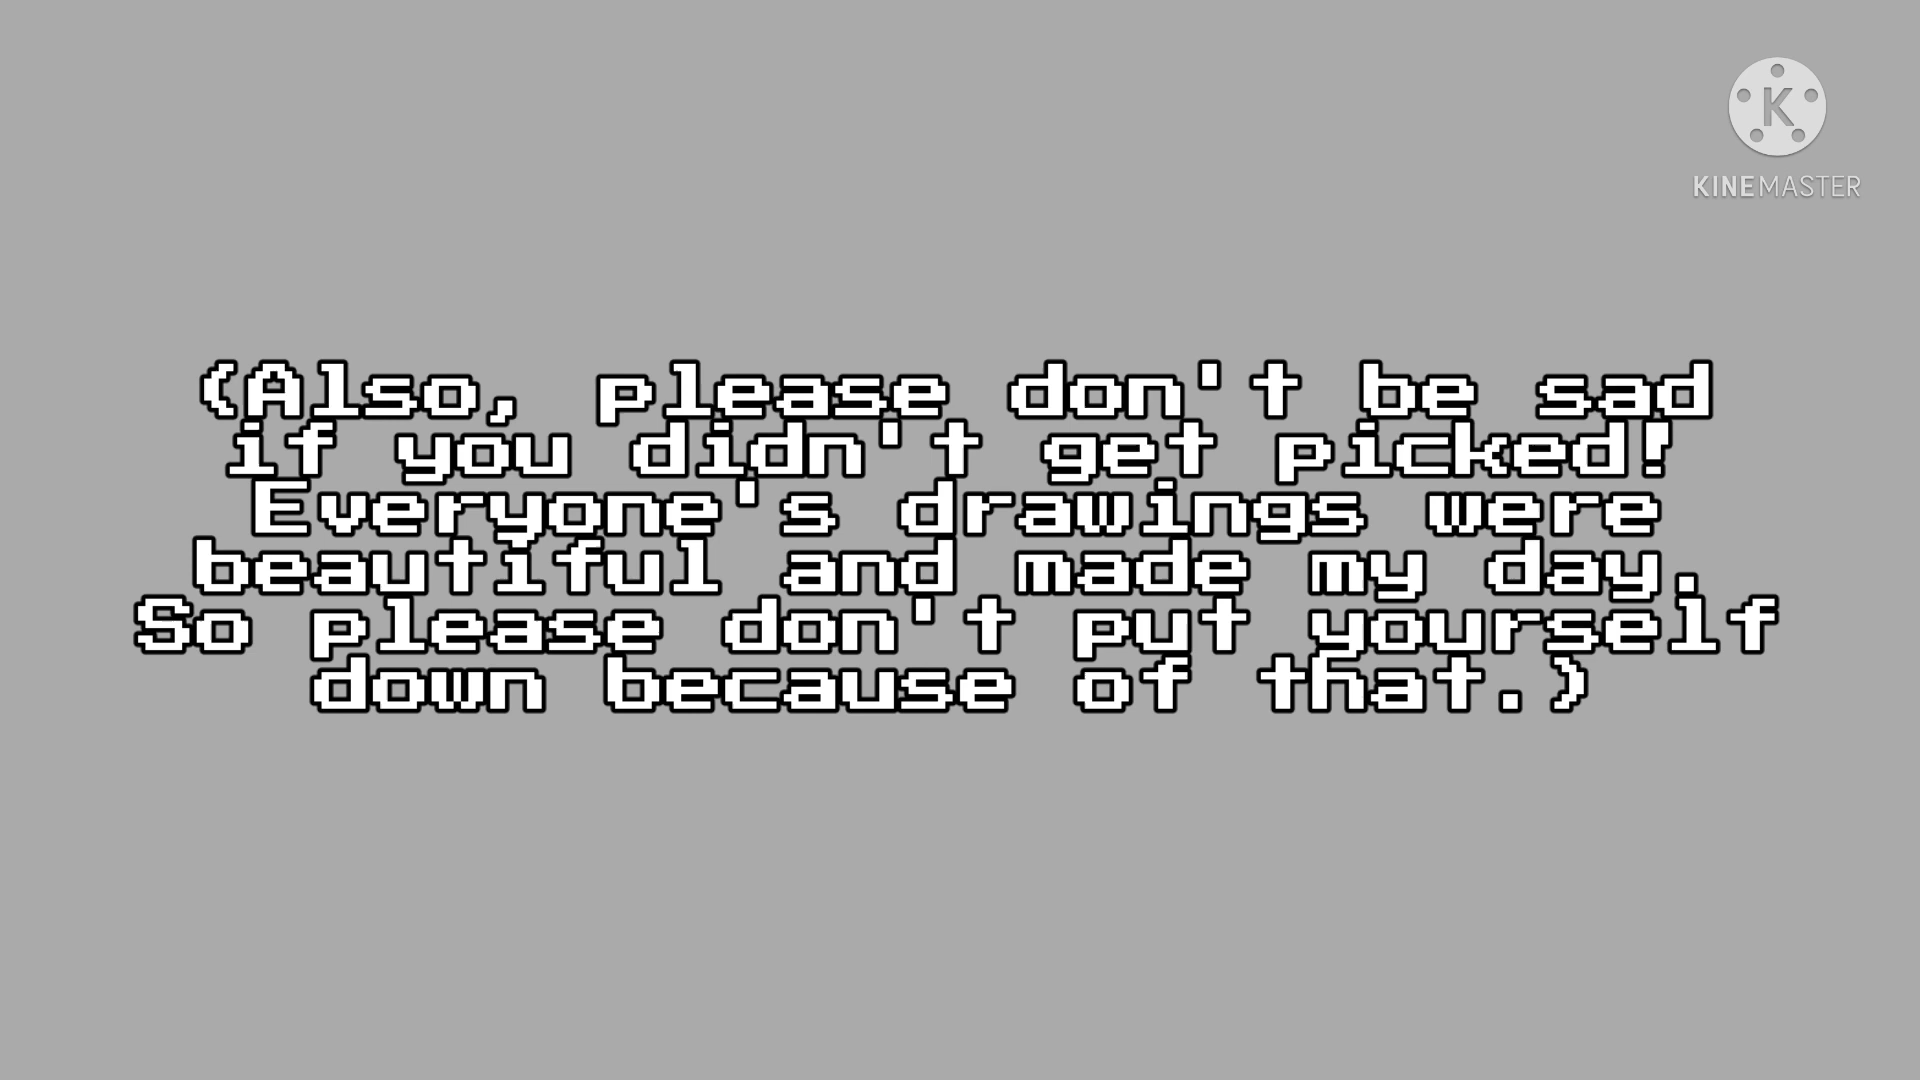 K
KINEMASTER
(Also, please don't be sad
if you didn't get picked!
Everyone's drawings were
beautiful and made my day.
So please don't put yourself
down because of that.)